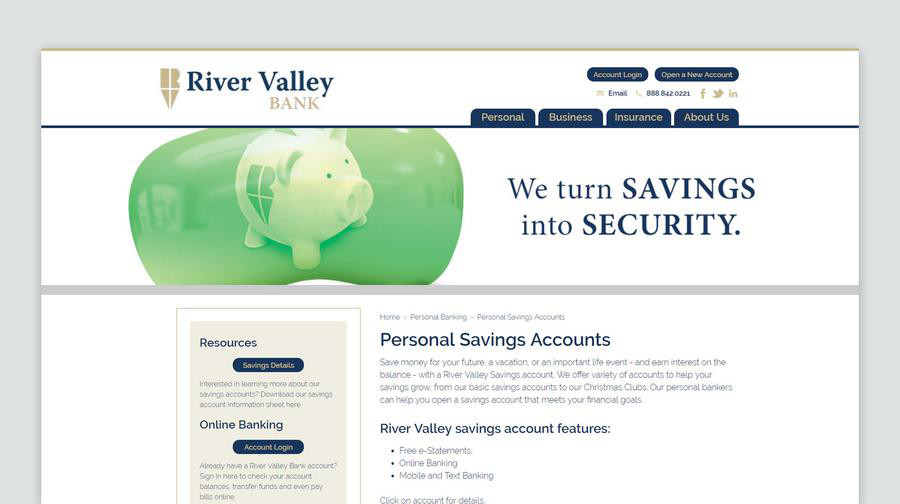 River Valley
BANK
Account Login
Open a New Account
Email
888.842.0221
Personal
Business
Insurance
About Us
We turn SAVINGS
into SECURITY.
Resources
Savings Details
Interested in learning more about our
savings accounts? Download our savings
account information sheet here
Online Banking
Account Login
Already have a River Valley Bank account?
Sign in here to check your account
balances, transfer funds and even pay
bills online
Home » Personal Banking » Personal Savings Accounts
Personal Savings Accounts
Save money for your future, a vacation, or an important life event - and earn interest on the
balance - with a River Valley Savings account. We offer variety of accounts to help your
savings grow, from our basic savings accounts to our Christmas Clubs. Our personal bankers
can help you open a savings account that meets your financial goals.
River Valley savings account features:
• Free e-Statements.
• Online Banking
• Mobile and Text Banking
Click on account for details.